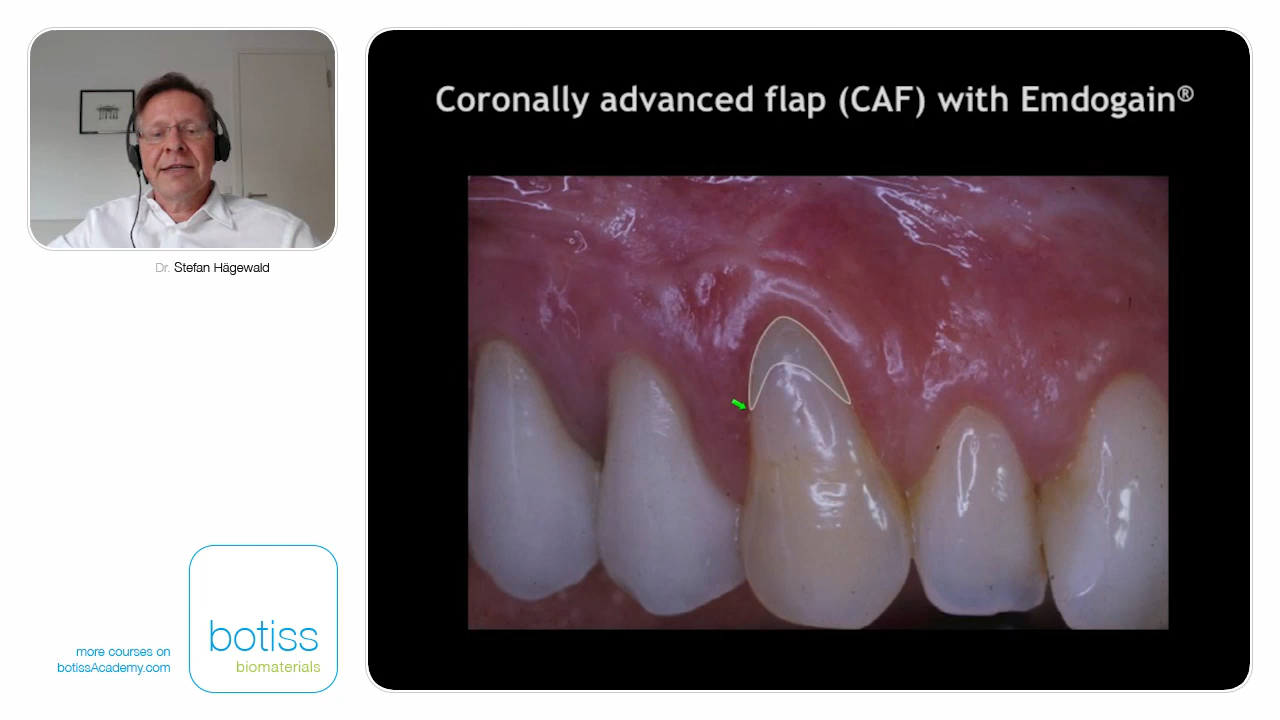 Coronally advanced flap (CAF) with Emdogain®
Dr. Stefan Hägewald
botiss
biomaterials
more courses on
botissAcademy.com